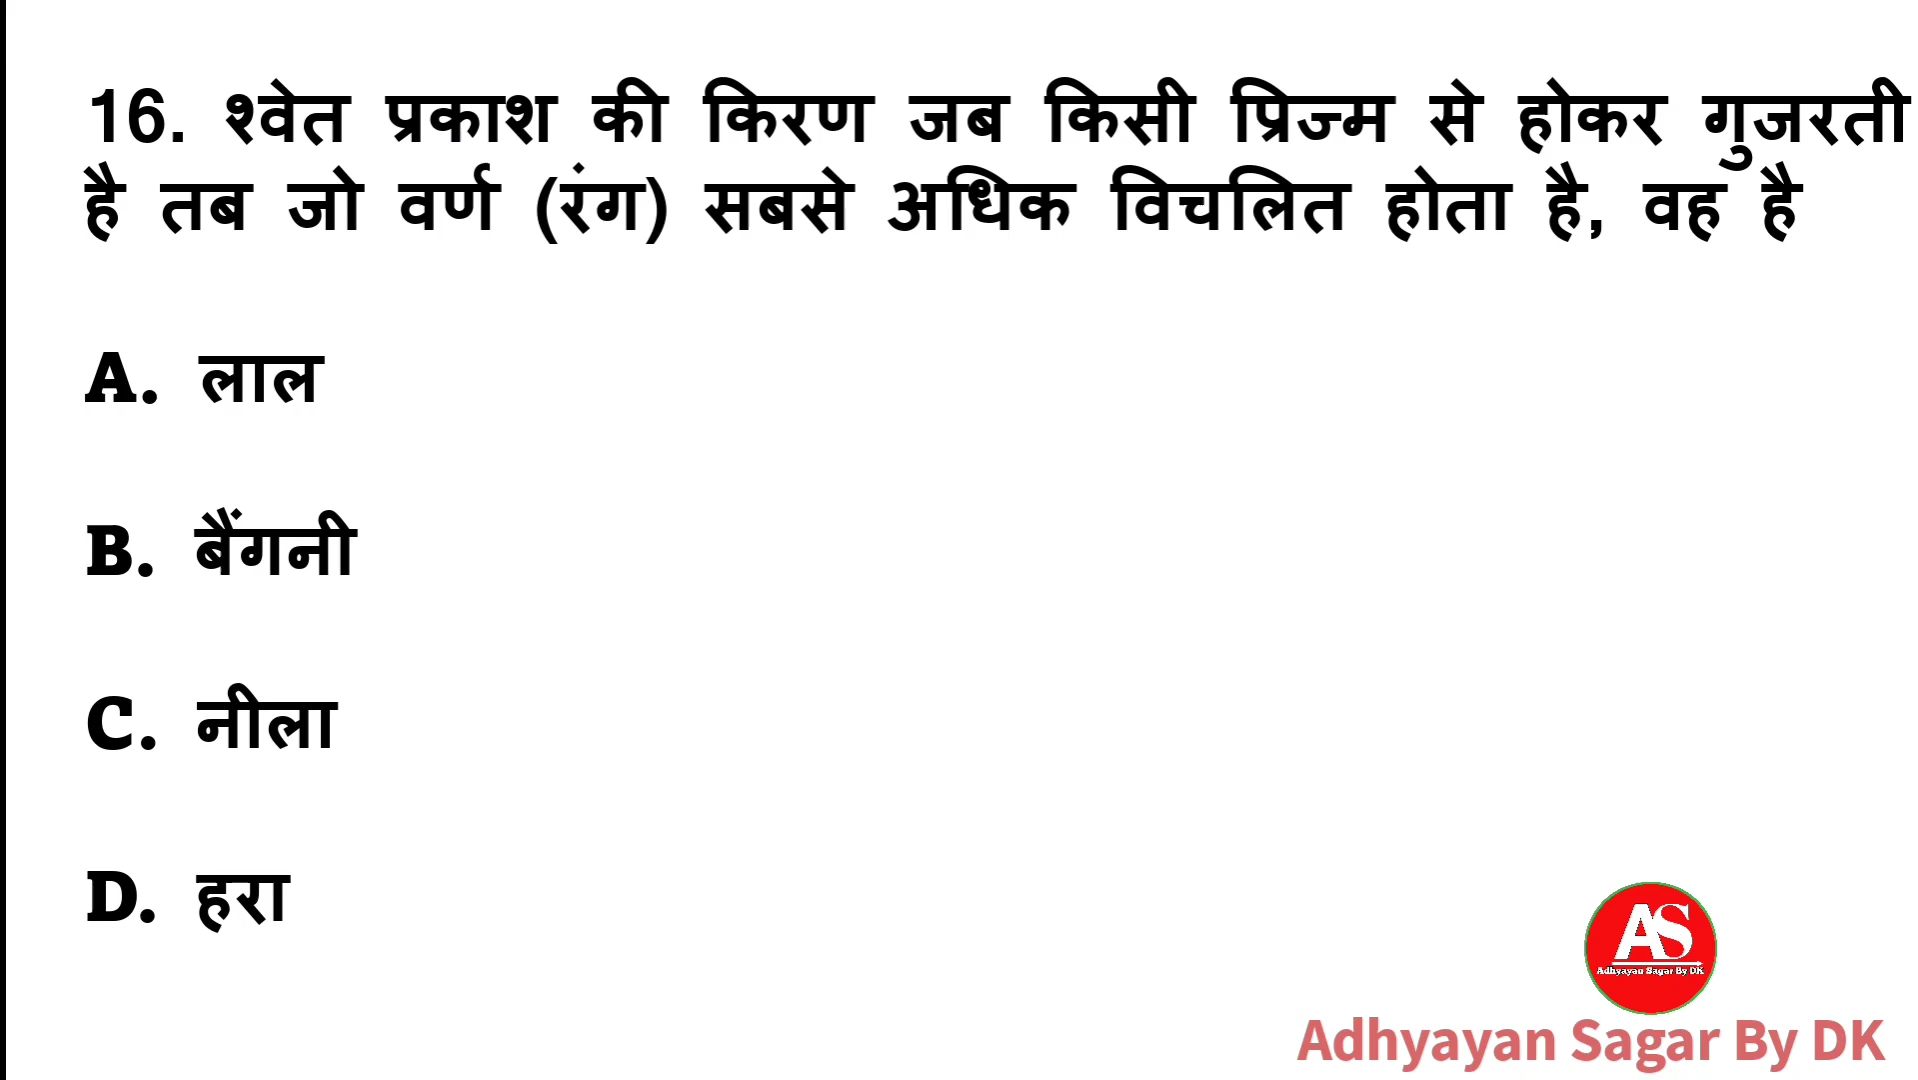 16. श्वेत प्रकाश की किरण जब किसी प्रिज्म से होकर गुजरती
है तब जो वर्ण (रंग) सबसे अधिक विचलित होता है, वह है
A. लाल
B. बैंगनी
C. नीला
D. हरा
AS
Adhyayan Sagar By DK
Adhyayan Sagar By DK